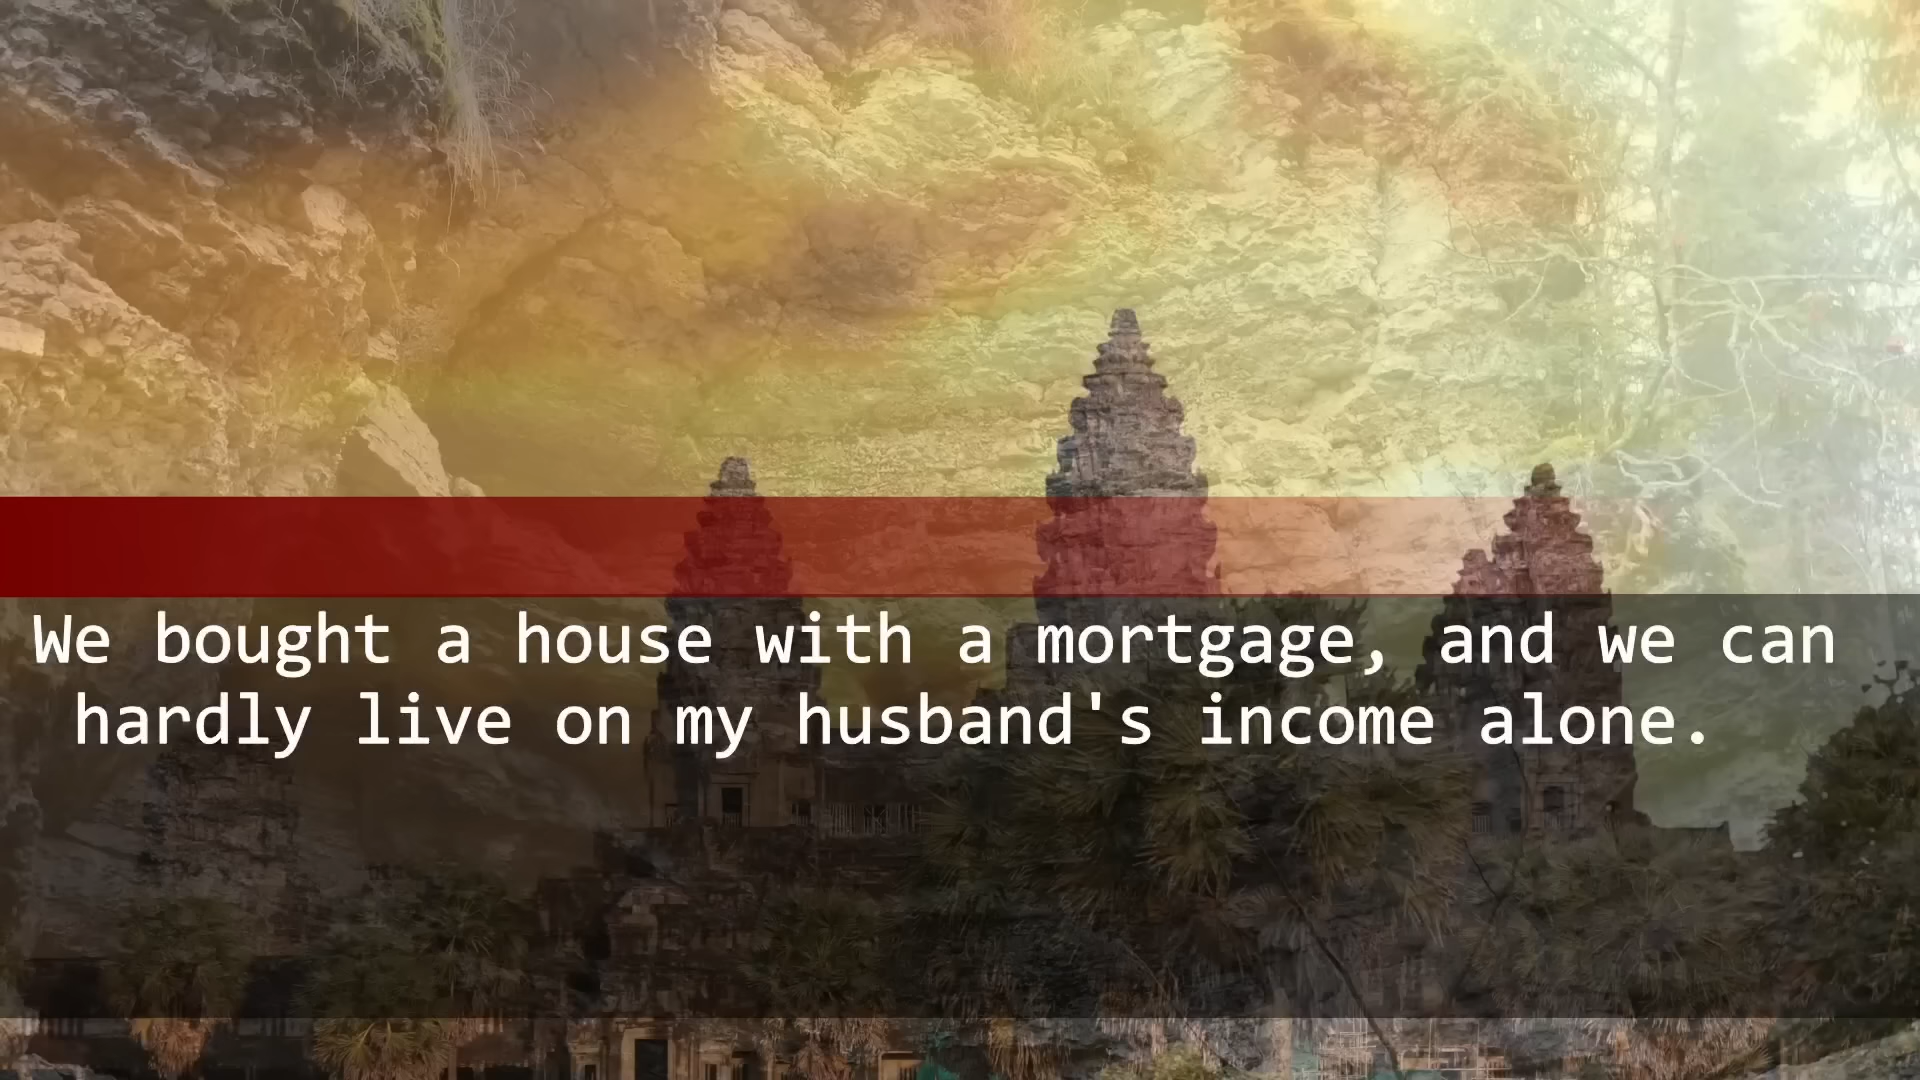 We bought a house with a mortgage, and we can
hardly live on my husband's income alone.